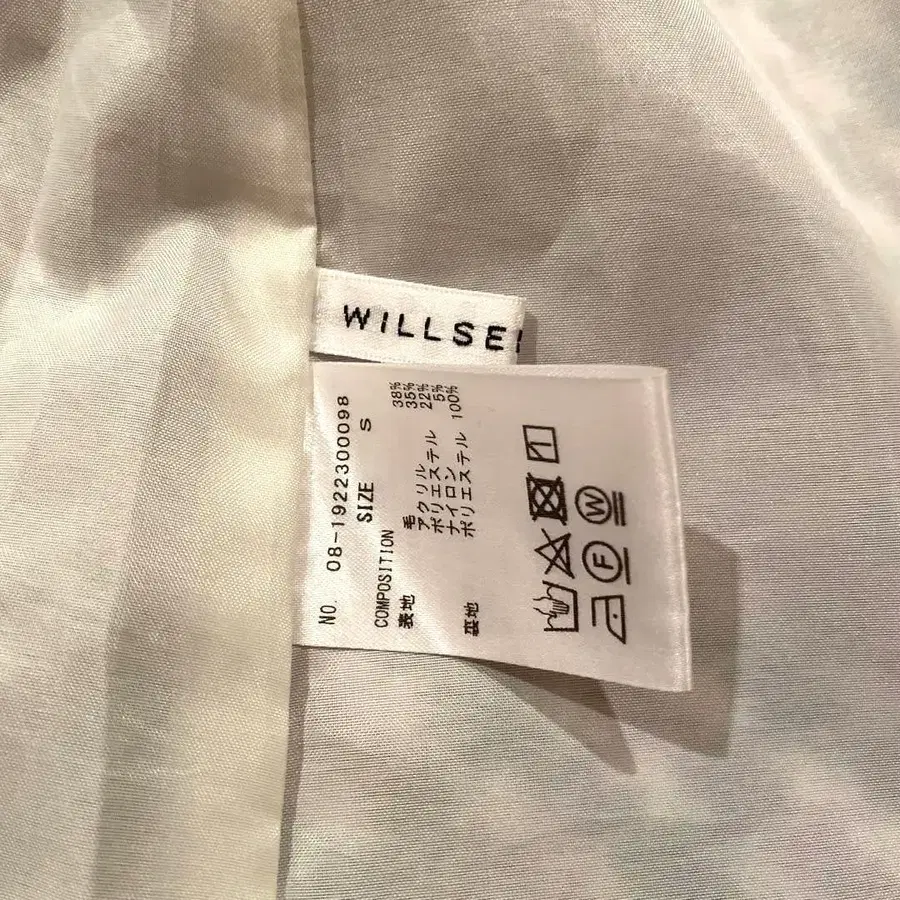 WILLSE
NO. 08-1922300098
SIZE S
COMPOSITION
表地 毛 38%
アクリル 35%
ポリエステル 22%
ナイロン 5%
裏地 ポリエステル 100%
W
F